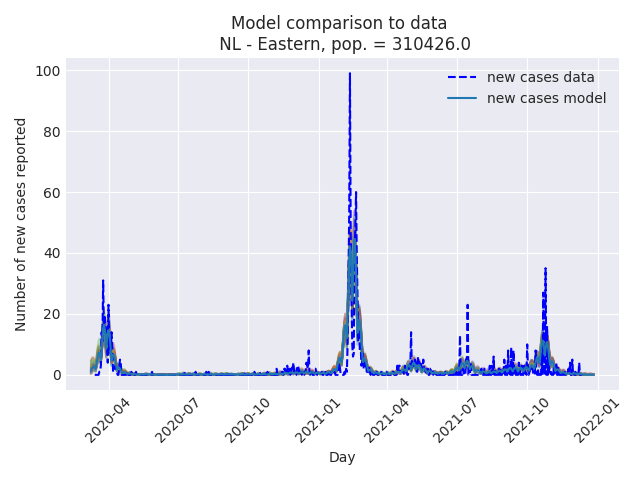 Model comparison to data
NL - Eastern, pop. = 310426.0
new cases data
new cases model
Number of new cases reported
100
80
60
40
20
0
2020-04
2020-07
2020-10
2021-01
2021-04
2021-07
2021-10
2022-01
Day